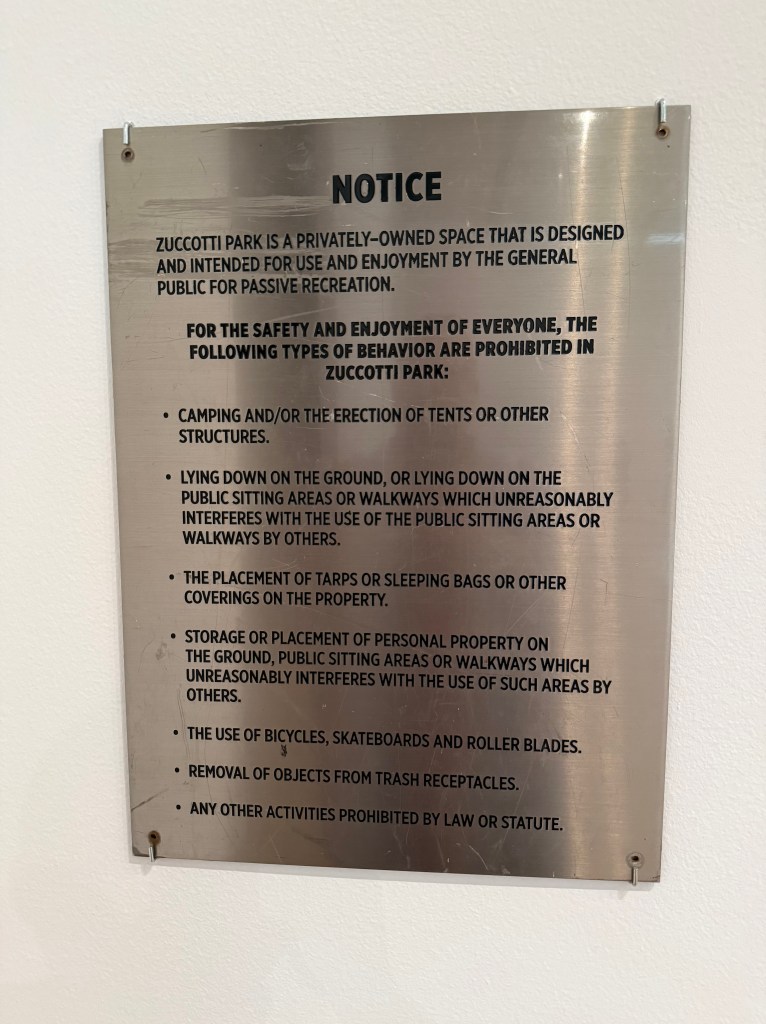 NOTICE
ZUCCOTTI PARK IS A PRIVATELY-OWNED SPACE THAT IS DESIGNED
AND INTENDED FOR USE AND ENJOYMENT BY THE GENERAL
PUBLIC FOR PASSIVE RECREATION.
FOR THE SAFETY AND ENJOYMENT OF EVERYONE, THE
FOLLOWING TYPES OF BEHAVIOR ARE PROHIBITED IN
ZUCCOTTI PARK:
• CAMPING AND/OR THE ERECTION OF TENTS OR OTHER
STRUCTURES.
• LYING DOWN ON THE GROUND, OR LYING DOWN ON THE
PUBLIC SITTING AREAS OR WALKWAYS WHICH UNREASONABLY
INTERFERES WITH THE USE OF THE PUBLIC SITTING AREAS OR
WALKWAYS BY OTHERS.
• THE PLACEMENT OF TARPS OR SLEEPING BAGS OR OTHER
COVERINGS ON THE PROPERTY.
• STORAGE OR PLACEMENT OF PERSONAL PROPERTY ON
THE GROUND, PUBLIC SITTING AREAS OR WALKWAYS WHICH
UNREASONABLY INTERFERES WITH THE USE OF SUCH AREAS BY
OTHERS.
• THE USE OF BICYCLES, SKATEBOARDS AND ROLLER BLADES.
• REMOVAL OF OBJECTS FROM TRASH RECEPTACLES.
• ANY OTHER ACTIVITIES PROHIBITED BY LAW OR STATUTE.